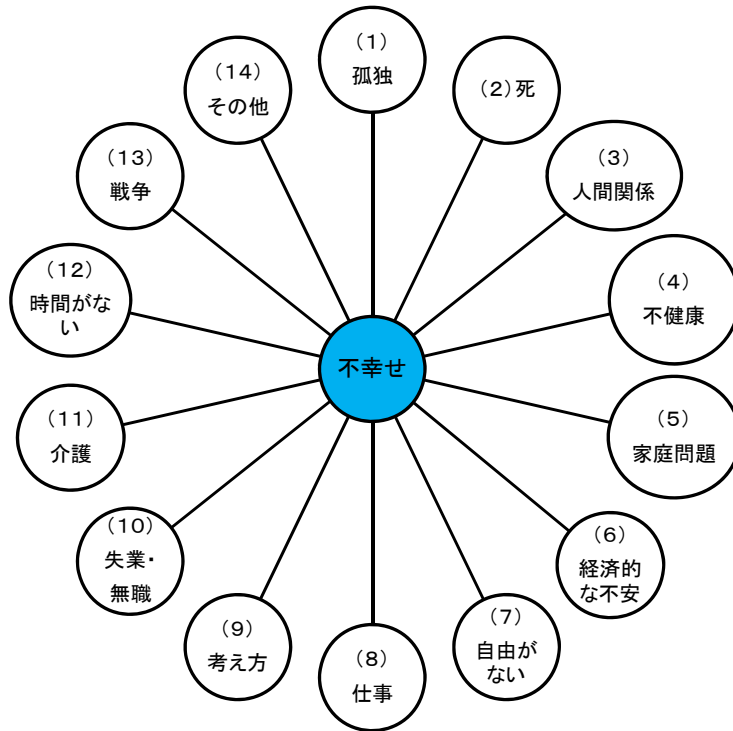 （１）
孤独
（２）死
（３）
人間関係
（４）
不健康
（５）
家庭問題
（６）
経済的
な不安
（７）
自由が
ない
（８）
仕事
（９）
考え方
（１０）
失業・
無職
（１１）
介護
（１２）
時間がな
い
（１３）
戦争
（１４）
その他
不幸せ